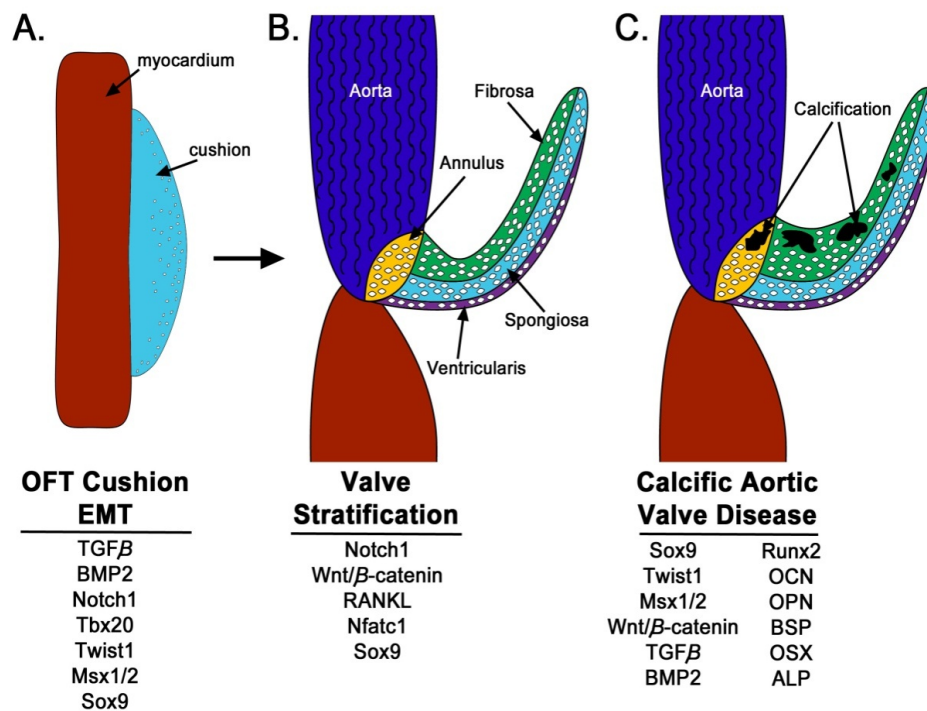 A.
myocardium
cushion
OFT Cushion
EMT
TGFβ
BMP2
Notch1
Tbx20
Twist1
Msx1/2
Sox9
B.
Aorta
Fibrosa
Annulus
Spongiosa
Ventricularis
Valve
Stratification
Notch1
Wnt/β-catenin
RANKL
Nfatc1
Sox9
C.
Aorta
Calcification
Calcific Aortic
Valve Disease
Sox9 Runx2
Twist1 OCN
Msx1/2 OPN
Wnt/β-catenin BSP
TGFβ OSX
BMP2 ALP